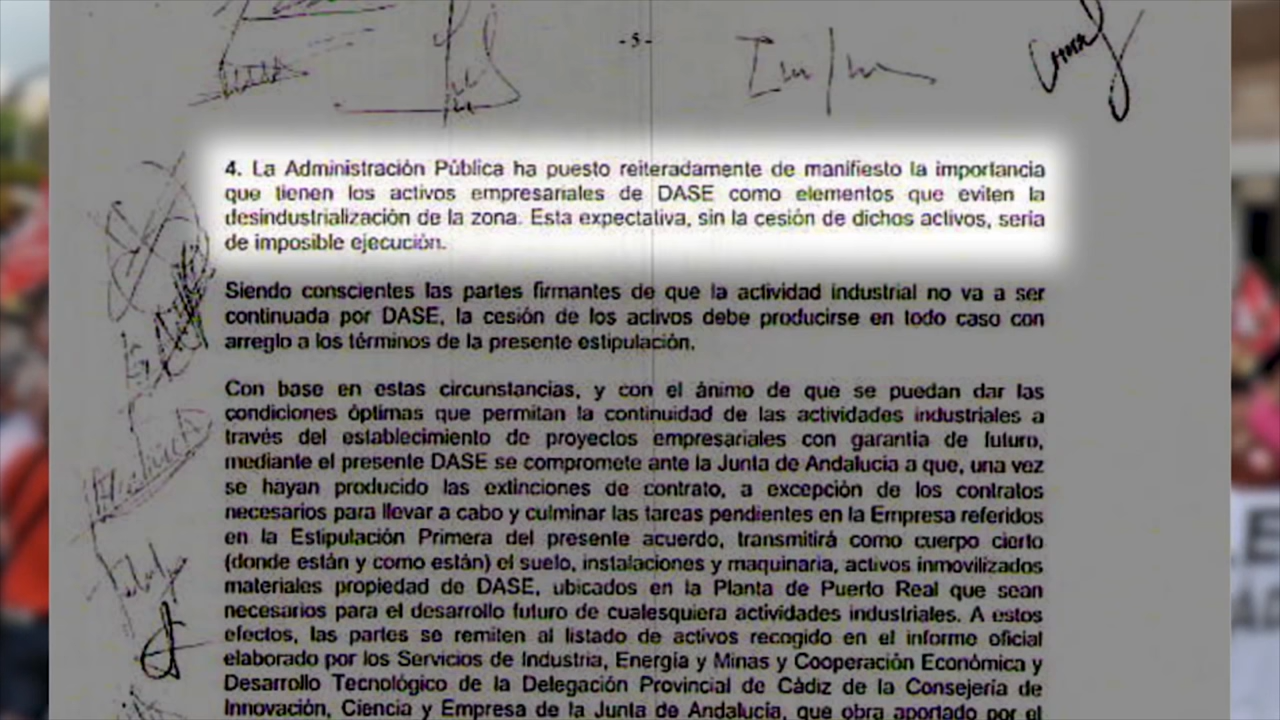 - 5 -
4. La Administración Pública ha puesto reiteradamente de manifiesto la importancia
que tienen los activos empresariales de DASE como elementos que eviten la
desindustrialización de la zona. Esta expectativa, sin la cesión de dichos activos, sería
de imposible ejecución.
Siendo conscientes las partes firmantes de que la actividad industrial no va a ser
continuada por DASE, la cesión de los activos debe producirse en todo caso con
arreglo a los términos de la presente estipulación.
Con base en estas circunstancias, y con el ánimo de que se puedan dar las
condiciones óptimas que permitan la continuidad de las actividades industriales a
través del establecimiento de proyectos empresariales con garantía de futuro,
mediante el presente DASE se compromete ante la Junta de Andalucía a que, una vez
se hayan producido las extinciones de contrato, a excepción de los contratos
necesarios para llevar a cabo y culminar las tareas pendientes en la Empresa referidos
en la Estipulación Primera del presente acuerdo, transmitirá como cuerpo cierto
(donde están y como están) el suelo, instalaciones y maquinaria, activos inmovilizados
materiales propiedad de DASE, ubicados en la Planta de Puerto Real que sean
necesarios para el desarrollo futuro de cualesquiera actividades industriales. A estos
efectos, las partes se remiten al listado de activos recogido en el informe oficial
elaborado por los Servicios de Industria, Energía y Minas y Cooperación Económica y
Desarrollo Tecnológico de la Delegación Provincial de Cádiz de la Consejería de
Innovación, Ciencia y Empresa de la Junta de Andalucía, que obra aportado por el